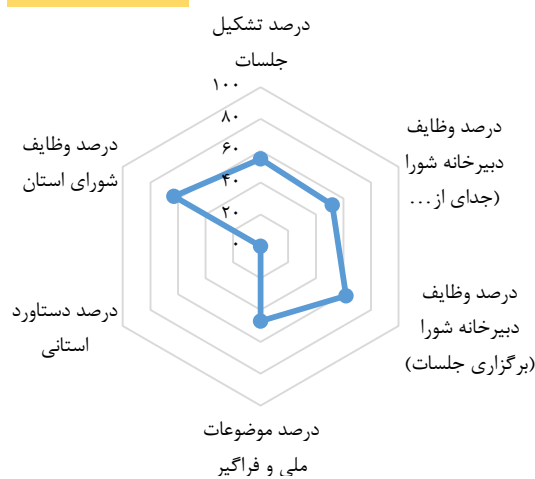 درصد تشکیل
جلسات
۱۰۰
۸۰
۶۰
۴۰
۲۰
۰
درصد وظایف
دبیرخانه شورا
(جدای از...
درصد وظایف
دبیرخانه شورا
(برگزاری جلسات)
درصد موضوعات
ملی و فراگیر
درصد دستاورد
استانی
درصد وظایف
شورای استان